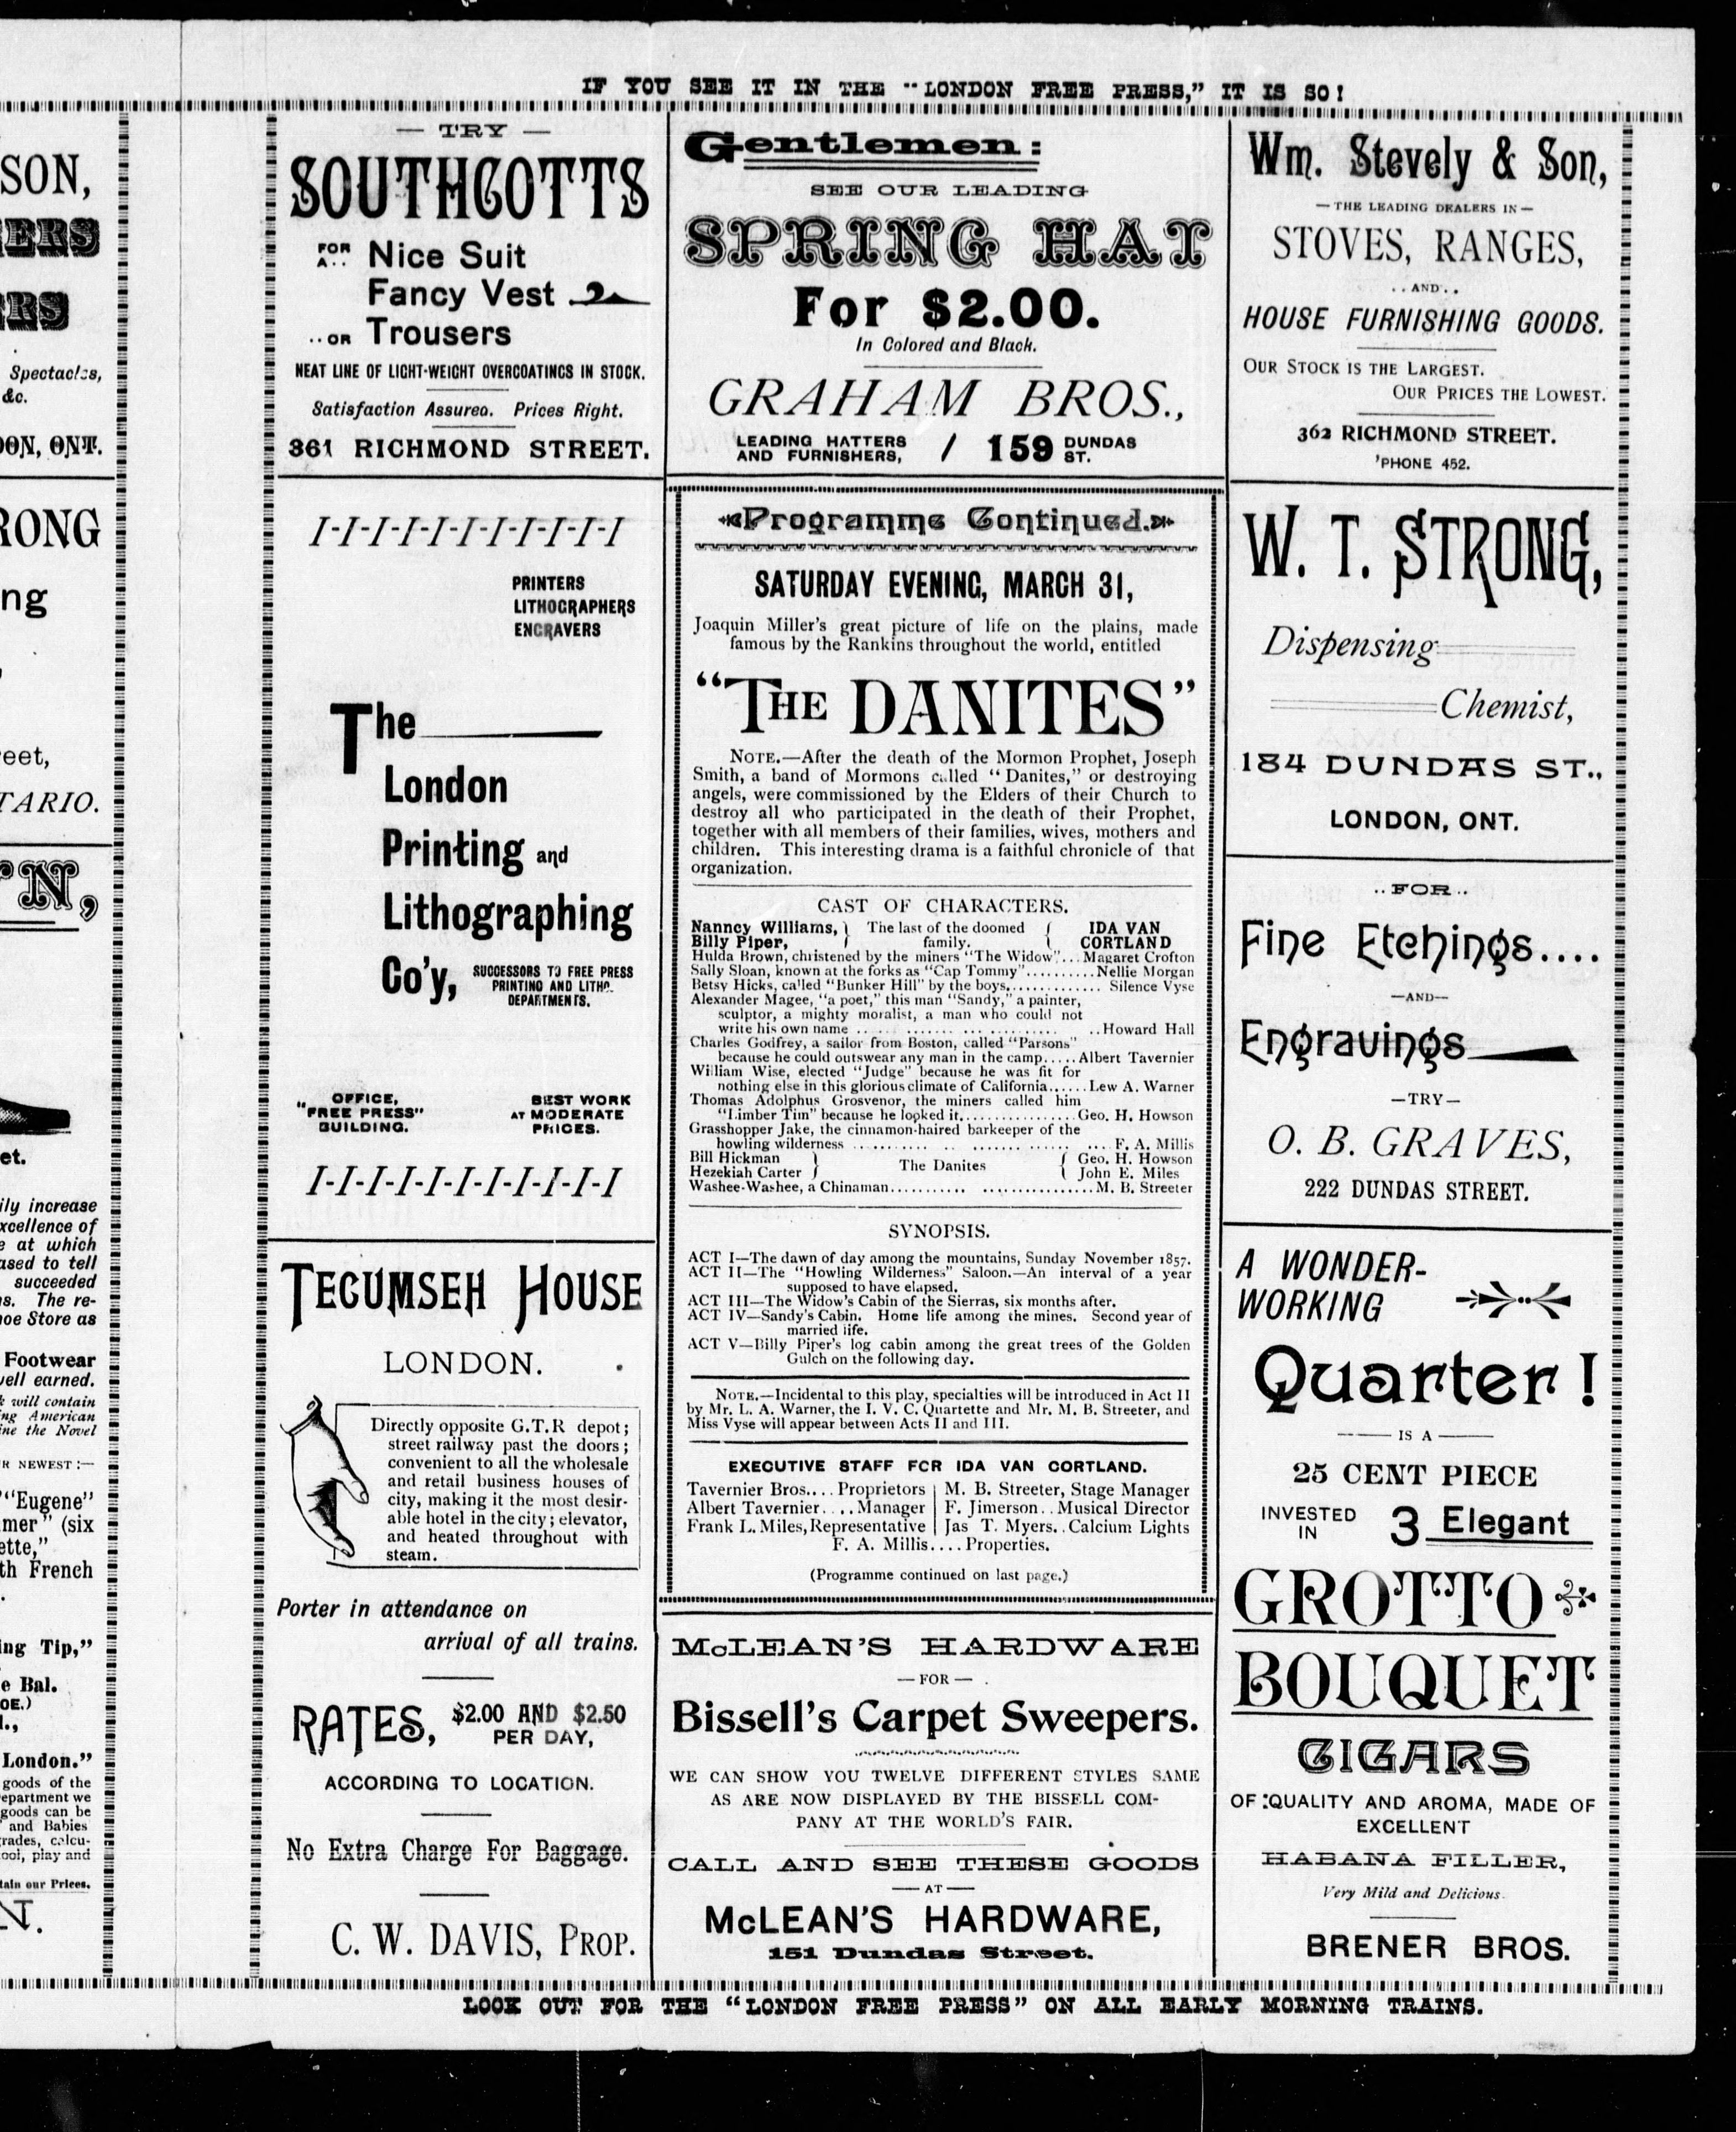 IF YOU SEE IT IN THE "LONDON FREE PRESS," IT IS SO!
SON,
ERS
RS
Spectacles,
&c.
DON, ONT.
RONG
ng
eet,
TARIO.
N,
et.
ily increase
xcellence of
e at which
ased to tell
succeeded
s. The re-
oe Store as
Footwear
vell earned.
k will contain
ng American
ine the Novel
R NEWEST :—
"Eugene"
mer" (six
ette,"
th French
ing Tip,"
e Bal.
OE.)
l.,
London."
goods of the
epartment we
goods can be
and Babies
rades, calcu-
ool, play and
tain our Prices.
N.
— TRY —
SOUTHCOTTS
FOR
A.. Nice Suit
Fancy Vest
..OR Trousers
NEAT LINE OF LIGHT-WEIGHT OVERCOATINGS IN STOCK.
Satisfaction Assured. Prices Right.
361 RICHMOND STREET.
I-I-I-I-I-I-I-I-I-I-I
PRINTERS
LITHOGRAPHERS
ENGRAVERS
The
London
Printing and
Lithographing
Co'y, SUCCESSORS TO FREE PRESS
PRINTING AND LITHO.
DEPARTMENTS.
OFFICE,
"FREE PRESS"
BUILDING.
BEST WORK
AT MODERATE
PRICES.
I-I-I-I-I-I-I-I-I-I-I
TECUMSEH HOUSE
LONDON.
Directly opposite G.T.R depot;
street railway past the doors;
convenient to all the wholesale
and retail business houses of
city, making it the most desir-
able hotel in the city; elevator,
and heated throughout with
steam.
Porter in attendance on
arrival of all trains.
RATES, $2.00 AND $2.50
PER DAY,
ACCORDING TO LOCATION.
No Extra Charge For Baggage.
C. W. DAVIS, PROP.
Gentlemen:
SEE OUR LEADING
SPRING HAT
For $2.00.
In Colored and Black.
GRAHAM BROS.,
LEADING HATTERS
AND FURNISHERS, / 159 DUNDAS
ST.
Programme Continued.
SATURDAY EVENING, MARCH 31,
Joaquin Miller's great picture of life on the plains, made
famous by the Rankins throughout the world, entitled
"THE DANITES"
NOTE.—After the death of the Mormon Prophet, Joseph
Smith, a band of Mormons called "Danites," or destroying
angels, were commissioned by the Elders of their Church to
destroy all who participated in the death of their Prophet,
together with all members of their families, wives, mothers and
children. This interesting drama is a faithful chronicle of that
organization.
CAST OF CHARACTERS.
Nanncy Williams, } The last of the doomed { IDA VAN
Billy Piper, } family. { CORTLAND
Hulda Brown, christened by the miners "The Widow"... Magaret Crofton
Sally Sloan, known at the forks as "Cap Tommy"..........Nellie Morgan
Betsy Hicks, called "Bunker Hill" by the boys............. Silence Vyse
Alexander Magee, "a poet," this man "Sandy," a painter,
sculptor, a mighty moralist, a man who could not
write his own name .. ....... ... ........... ..Howard Hall
Charles Godfrey, a sailor from Boston, called "Parsons"
because he could outswear any man in the camp.....Albert Tavernier
William Wise, elected "Judge" because he was fit for
nothing else in this glorious climate of California......Lew A. Warner
Thomas Adolphus Grosvenor, the miners called him
"Limber Tim" because he looked it................Geo. H. Howson
Grasshopper Jake, the cinnamon-haired barkeeper of the
howling wilderness .......... .. ....... ...... ....F. A. Millis
Bill Hickman } The Danites { Geo. H. Howson
Hezekiah Carter } { John E. Miles
Washee-Washee, a Chinaman........... ................M. B. Streeter
SYNOPSIS.
ACT I—The dawn of day among the mountains, Sunday November 1857.
ACT II—The "Howling Wilderness" Saloon.—An interval of a year
supposed to have elapsed.
ACT III—The Widow's Cabin of the Sierras, six months after.
ACT IV—Sandy's Cabin. Home life among the mines. Second year of
married life.
ACT V—Billy Piper's log cabin among the great trees of the Golden
Gulch on the following day.
NOTE.—Incidental to this play, specialties will be introduced in Act II
by Mr. L. A. Warner, the I. V. C. Quartette and Mr. M. B. Streeter, and
Miss Vyse will appear between Acts II and III.
EXECUTIVE STAFF FOR IDA VAN CORTLAND.
Tavernier Bros.... Proprietors | M. B. Streeter, Stage Manager
Albert Tavernier.... Manager | F. Jimerson.. Musical Director
Frank L. Miles, Representative | Jas T. Myers.. Calcium Lights
F. A. Millis.... Properties.
(Programme continued on last page.)
McLEAN'S HARDWARE
— FOR —
Bissell's Carpet Sweepers.
WE CAN SHOW YOU TWELVE DIFFERENT STYLES SAME
AS ARE NOW DISPLAYED BY THE BISSELL COM-
PANY AT THE WORLD'S FAIR.
CALL AND SEE THESE GOODS
— AT —
McLEAN'S HARDWARE,
151 Dundas Street.
Wm. Stevely & Son,
— THE LEADING DEALERS IN —
STOVES, RANGES,
..AND..
HOUSE FURNISHING GOODS.
OUR STOCK IS THE LARGEST.
OUR PRICES THE LOWEST.
362 RICHMOND STREET.
'PHONE 452.
W. T. STRONG,
Dispensing
Chemist,
184 DUNDAS ST.,
LONDON, ONT.
..FOR..
Fine Etchings....
—AND—
Engravings
—TRY—
O. B. GRAVES,
222 DUNDAS STREET.
A WONDER-
WORKING
Quarter!
IS A
25 CENT PIECE
INVESTED
IN 3 Elegant
GROTTO
BOUQUET
CIGARS
OF QUALITY AND AROMA, MADE OF
EXCELLENT
HABANA FILLER,
Very Mild and Delicious.
BRENER BROS.
LOOK OUT FOR THE "LONDON FREE PRESS" ON ALL EARLY MORNING TRAINS.